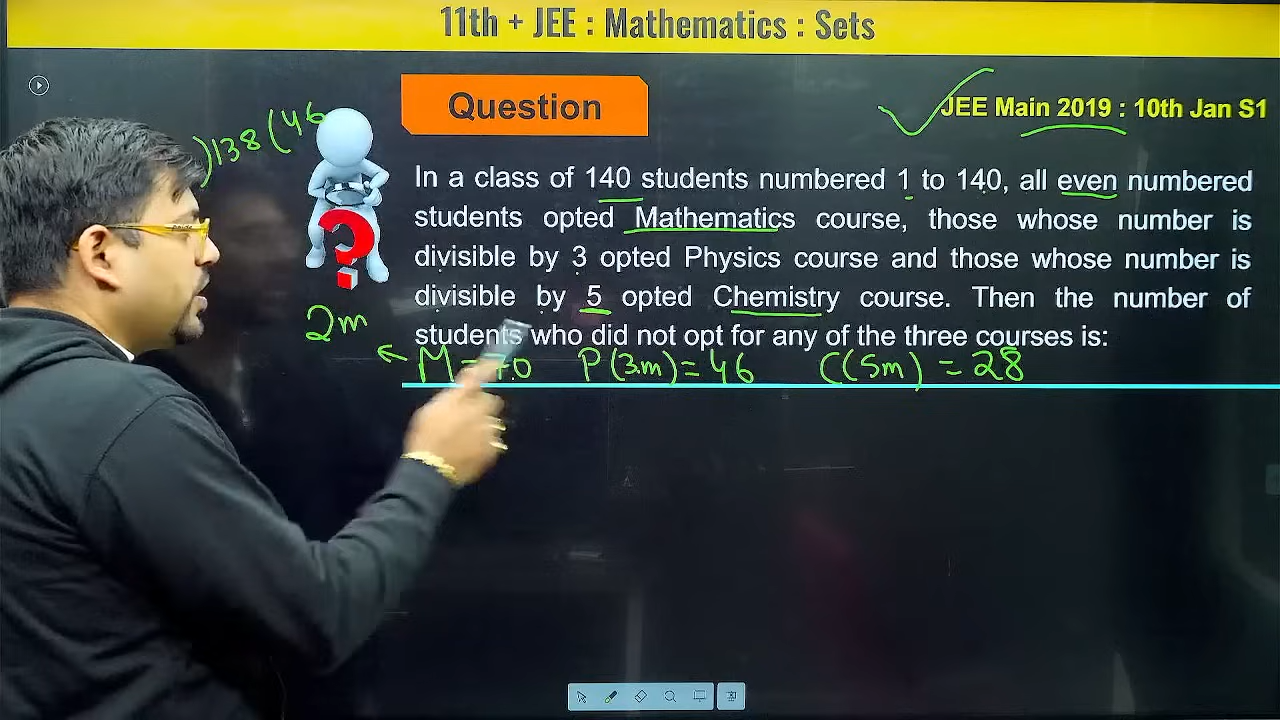 11th + JEE : Mathematics : Sets
Question
JEE Main 2019 : 10th Jan S1
)138(46
In a class of 140 students numbered 1 to 140, all even numbered
students opted Mathematics course, those whose number is
divisible by 3 opted Physics course and those whose number is
divisible by 5 opted Chemistry course. Then the number of
students who did not opt for any of the three courses is:
2m
← M = 70 P(3m) = 46 C(5m) = 28